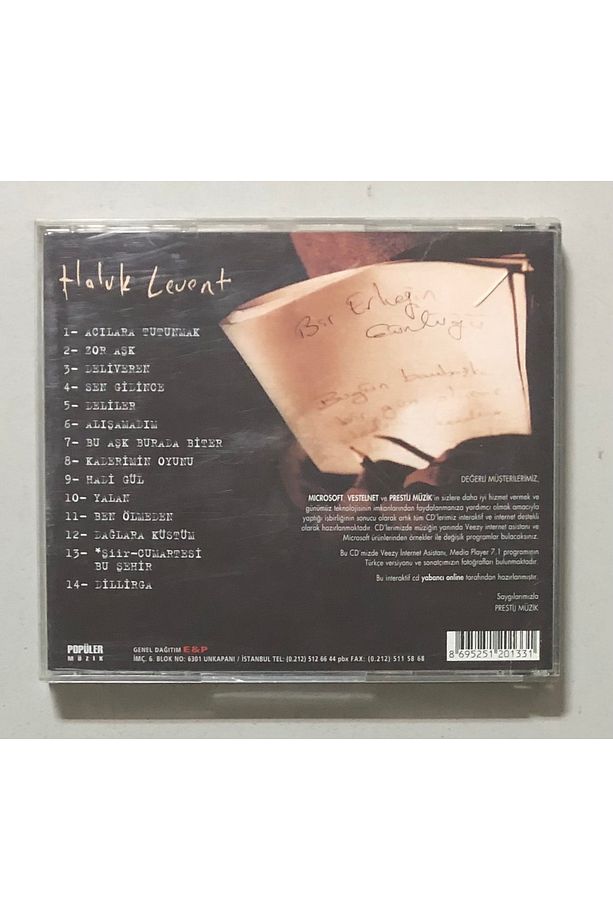 Haluk Levent
Bir Erkeğin
Günlüğü
Bugün
1- ACILARA TUTUNMAK
2- ZOR AŞK
3- DELİVEREN
4- SEN GİDİNCE
5- DELİLER
6- ALIŞAMADIM
7- BU AŞK BURADA BİTER
8- KADERİMİN OYUNU
9- HADİ GÜL
10- YALAN
11- BEN ÖLMEDEN
12- DAĞLARA KÜSTÜM
13- *Şiir-CUMARTESİ
BU ŞEHİR
14- DİLLİRGA
DEĞERLİ MÜŞTERİLERİMİZ,
MICROSOFT VESTELNET ve PRESTİJ MÜZİK'in sizlere daha iyi hizmet vermek ve
günümüz teknolojisinin imkanlarından faydalanmanıza yardımcı olmak amacıyla
yaptığı işbirliğinin sonucu olarak artık tüm CD'lerimiz interaktif ve internet destekli
olarak hazırlanmaktadır. CD'lerimizde müziğin yanında Veezy internet asistanı ve
Microsoft ürünlerinden örnekler ile değişik programlar bulacaksınız.
Bu CD'mizde Veezy İnternet Asistanı, Media Player 7.1 programının
Türkçe versiyonu ve sanatçımızın fotoğrafları bulunmaktadır.
Bu interaktif cd yabancı online tarafından hazırlanmıştır.
Saygılarımızla
PRESTİJ MÜZİK
POPÜLER
MÜZİK
GENEL DAĞITIM E&P
İMÇ. 6. BLOK NO: 6301 UNKAPANI / İSTANBUL TEL: (0.212) 512 66 44 pbx FAX: (0.212) 511 58 68
8 695251 201331